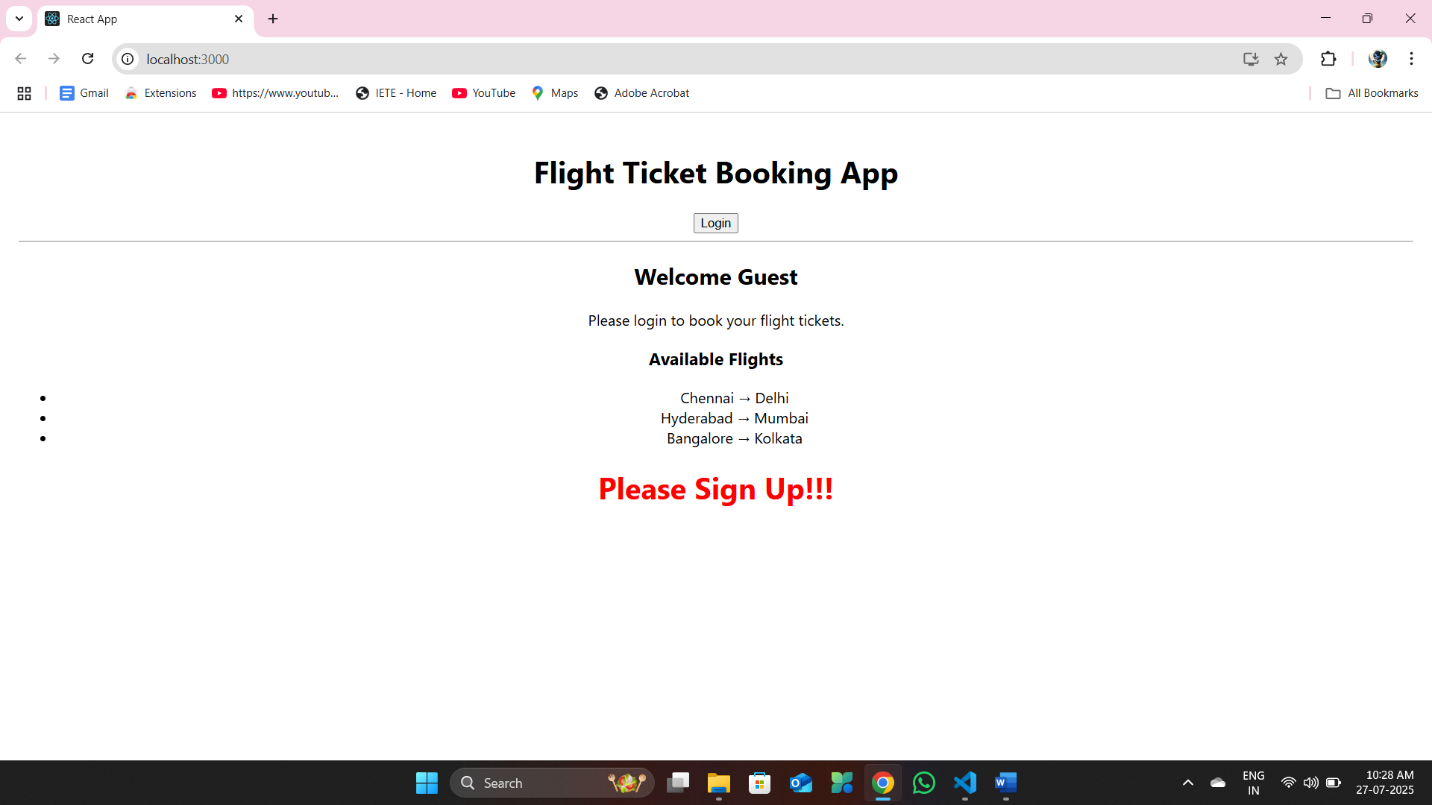 React App
localhost:3000
Gmail
Extensions
https://www.youtub...
IETE - Home
YouTube
Maps
Adobe Acrobat
All Bookmarks
Flight Ticket Booking App
Login
Welcome Guest
Please login to book your flight tickets.
Available Flights
• Chennai → Delhi
• Hyderabad → Mumbai
• Bangalore → Kolkata
Please Sign Up!!!
Search
ENG
IN
10:28 AM
27-07-2025